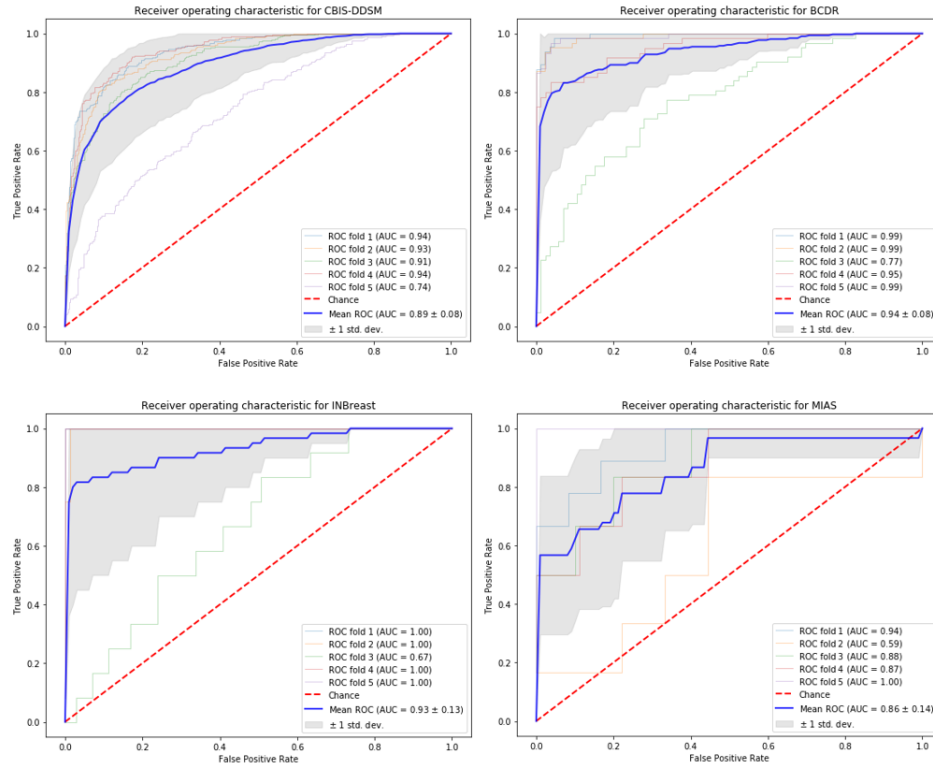 Receiver operating characteristic for CBIS-DDSM
1.0
0.8
0.6
0.4
0.2
0.0
True Positive Rate
ROC fold 1 (AUC = 0.94)
ROC fold 2 (AUC = 0.93)
ROC fold 3 (AUC = 0.91)
ROC fold 4 (AUC = 0.94)
ROC fold 5 (AUC = 0.74)
Chance
Mean ROC (AUC = 0.89 ± 0.08)
± 1 std. dev.
0.0 0.2 0.4 0.6 0.8 1.0
False Positive Rate
Receiver operating characteristic for BCDR
1.0
0.8
0.6
0.4
0.2
0.0
True Positive Rate
ROC fold 1 (AUC = 0.99)
ROC fold 2 (AUC = 0.99)
ROC fold 3 (AUC = 0.77)
ROC fold 4 (AUC = 0.95)
ROC fold 5 (AUC = 0.99)
Chance
Mean ROC (AUC = 0.94 ± 0.08)
± 1 std. dev.
0.0 0.2 0.4 0.6 0.8 1.0
False Positive Rate
Receiver operating characteristic for INBreast
1.0
0.8
0.6
0.4
0.2
0.0
True Positive Rate
ROC fold 1 (AUC = 1.00)
ROC fold 2 (AUC = 1.00)
ROC fold 3 (AUC = 0.67)
ROC fold 4 (AUC = 1.00)
ROC fold 5 (AUC = 1.00)
Chance
Mean ROC (AUC = 0.93 ± 0.13)
± 1 std. dev.
0.0 0.2 0.4 0.6 0.8 1.0
False Positive Rate
Receiver operating characteristic for MIAS
1.0
0.8
0.6
0.4
0.2
0.0
True Positive Rate
ROC fold 1 (AUC = 0.94)
ROC fold 2 (AUC = 0.59)
ROC fold 3 (AUC = 0.88)
ROC fold 4 (AUC = 0.87)
ROC fold 5 (AUC = 1.00)
Chance
Mean ROC (AUC = 0.86 ± 0.14)
± 1 std. dev.
0.0 0.2 0.4 0.6 0.8 1.0
False Positive Rate